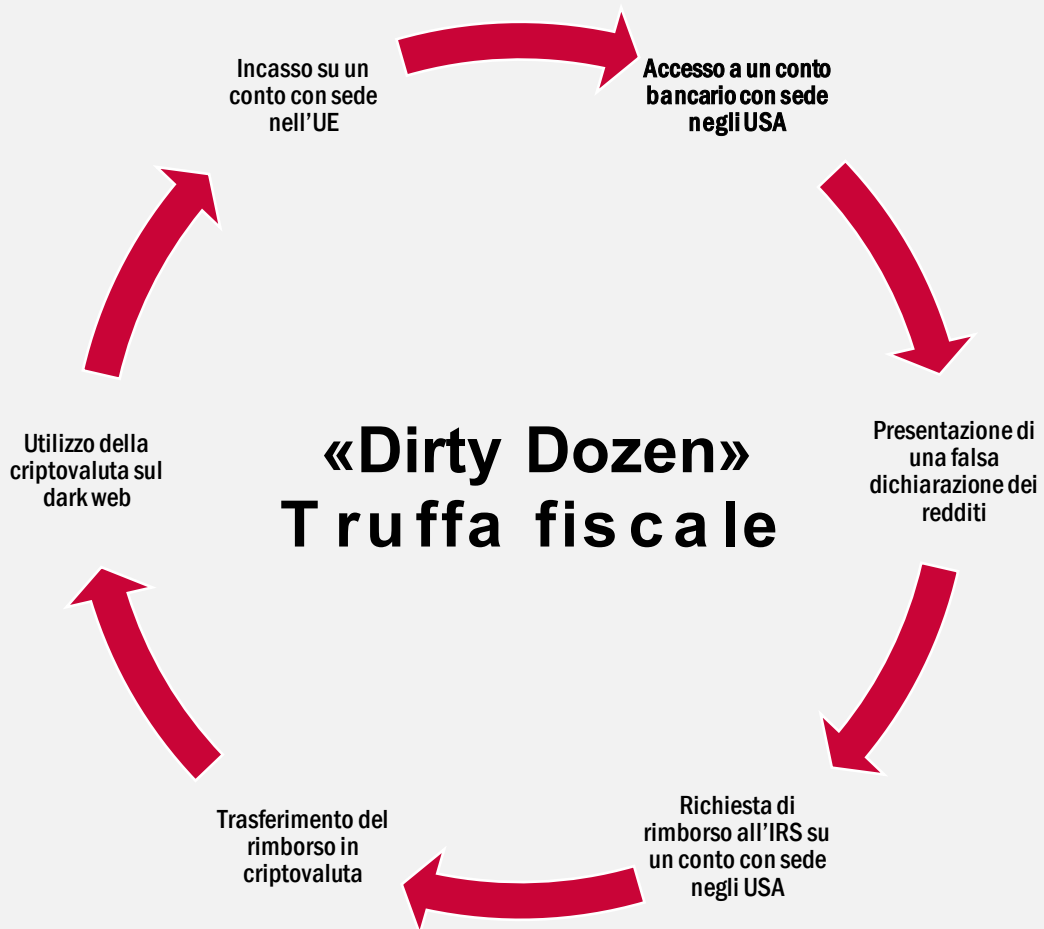 Incasso su un
conto con sede
nell’UE
Accesso a un conto
bancario con sede
negli USA
Presentazione di
una falsa
dichiarazione dei
redditi
Richiesta di
rimborso all’IRS su
un conto con sede
negli USA
Trasferimento del
rimborso in
criptovaluta
Utilizzo della
criptovaluta sul
dark web
«Dirty Dozen»
Truffa fiscale